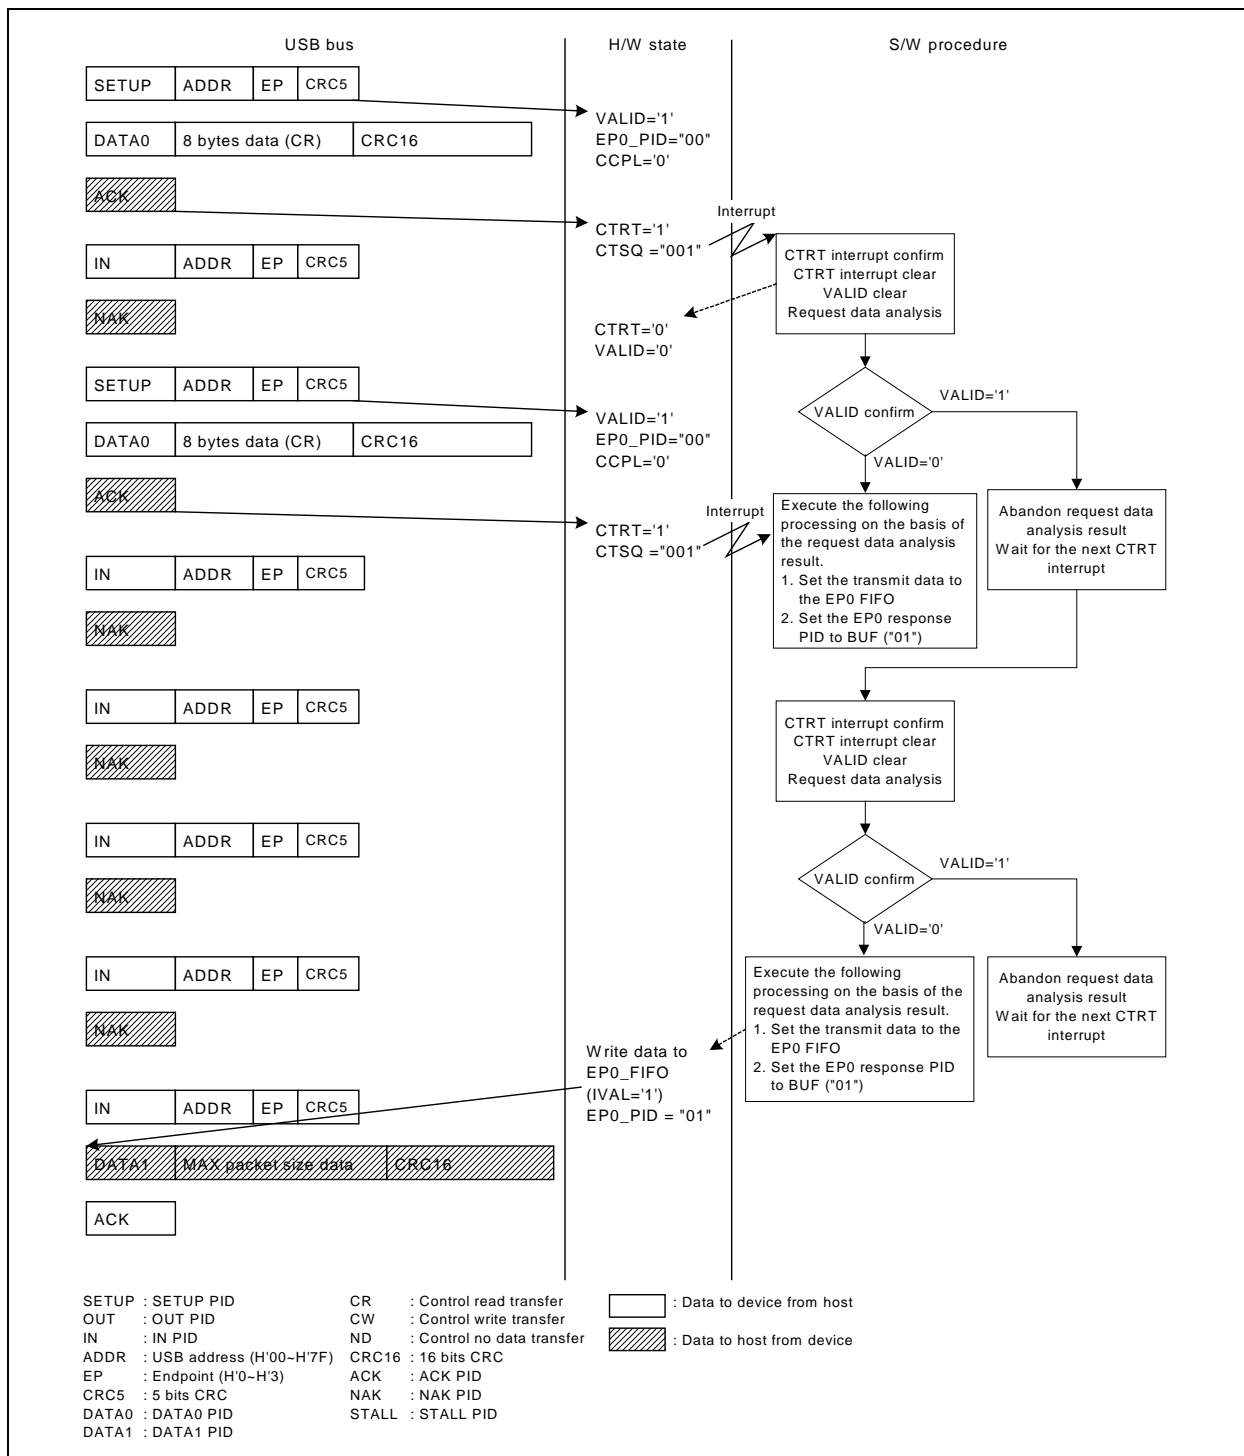 USB bus
H/W state
S/W procedure
SETUP ADDR EP CRC5
VALID='1'
EP0_PID="00"
CCPL='0'
DATA0 8 bytes data (CR) CRC16
ACK
CTRT='1'
CTSQ ="001"
Interrupt
IN ADDR EP CRC5
CTRT interrupt confirm
CTRT interrupt clear
VALID clear
Request data analysis
NAK
CTRT='0'
VALID='0'
SETUP ADDR EP CRC5
VALID='1'
EP0_PID="00"
CCPL='0'
VALID confirm
VALID='1'
VALID='0'
DATA0 8 bytes data (CR) CRC16
ACK
CTRT='1'
CTSQ ="001"
Interrupt
Execute the following
processing on the basis of
the request data analysis
result.
1. Set the transmit data to
the EP0 FIFO
2. Set the EP0 response
PID to BUF ("01")
Abandon request data
analysis result
Wait for the next CTRT
interrupt
IN ADDR EP CRC5
NAK
IN ADDR EP CRC5
NAK
CTRT interrupt confirm
CTRT interrupt clear
VALID clear
Request data analysis
IN ADDR EP CRC5
NAK
VALID confirm
VALID='1'
VALID='0'
IN ADDR EP CRC5
NAK
Execute the following
processing on the basis of the
request data analysis result.
1. Set the transmit data to the
EP0 FIFO
2. Set the EP0 response PID
to BUF ("01")
Abandon request data
analysis result
Wait for the next CTRT
interrupt
Write data to
EP0_FIFO
(IVAL='1')
EP0_PID = "01"
IN ADDR EP CRC5
DATA1 MAX packet size data CRC16
ACK
SETUP : SETUP PID
OUT : OUT PID
IN : IN PID
ADDR : USB address (H'00~H'7F)
EP : Endpoint (H'0~H'3)
CRC5 : 5 bits CRC
DATA0 : DATA0 PID
DATA1 : DATA1 PID
CR : Control read transfer
CW : Control write transfer
ND : Control no data transfer
CRC16 : 16 bits CRC
ACK : ACK PID
NAK : NAK PID
STALL : STALL PID
: Data to device from host
: Data to host from device